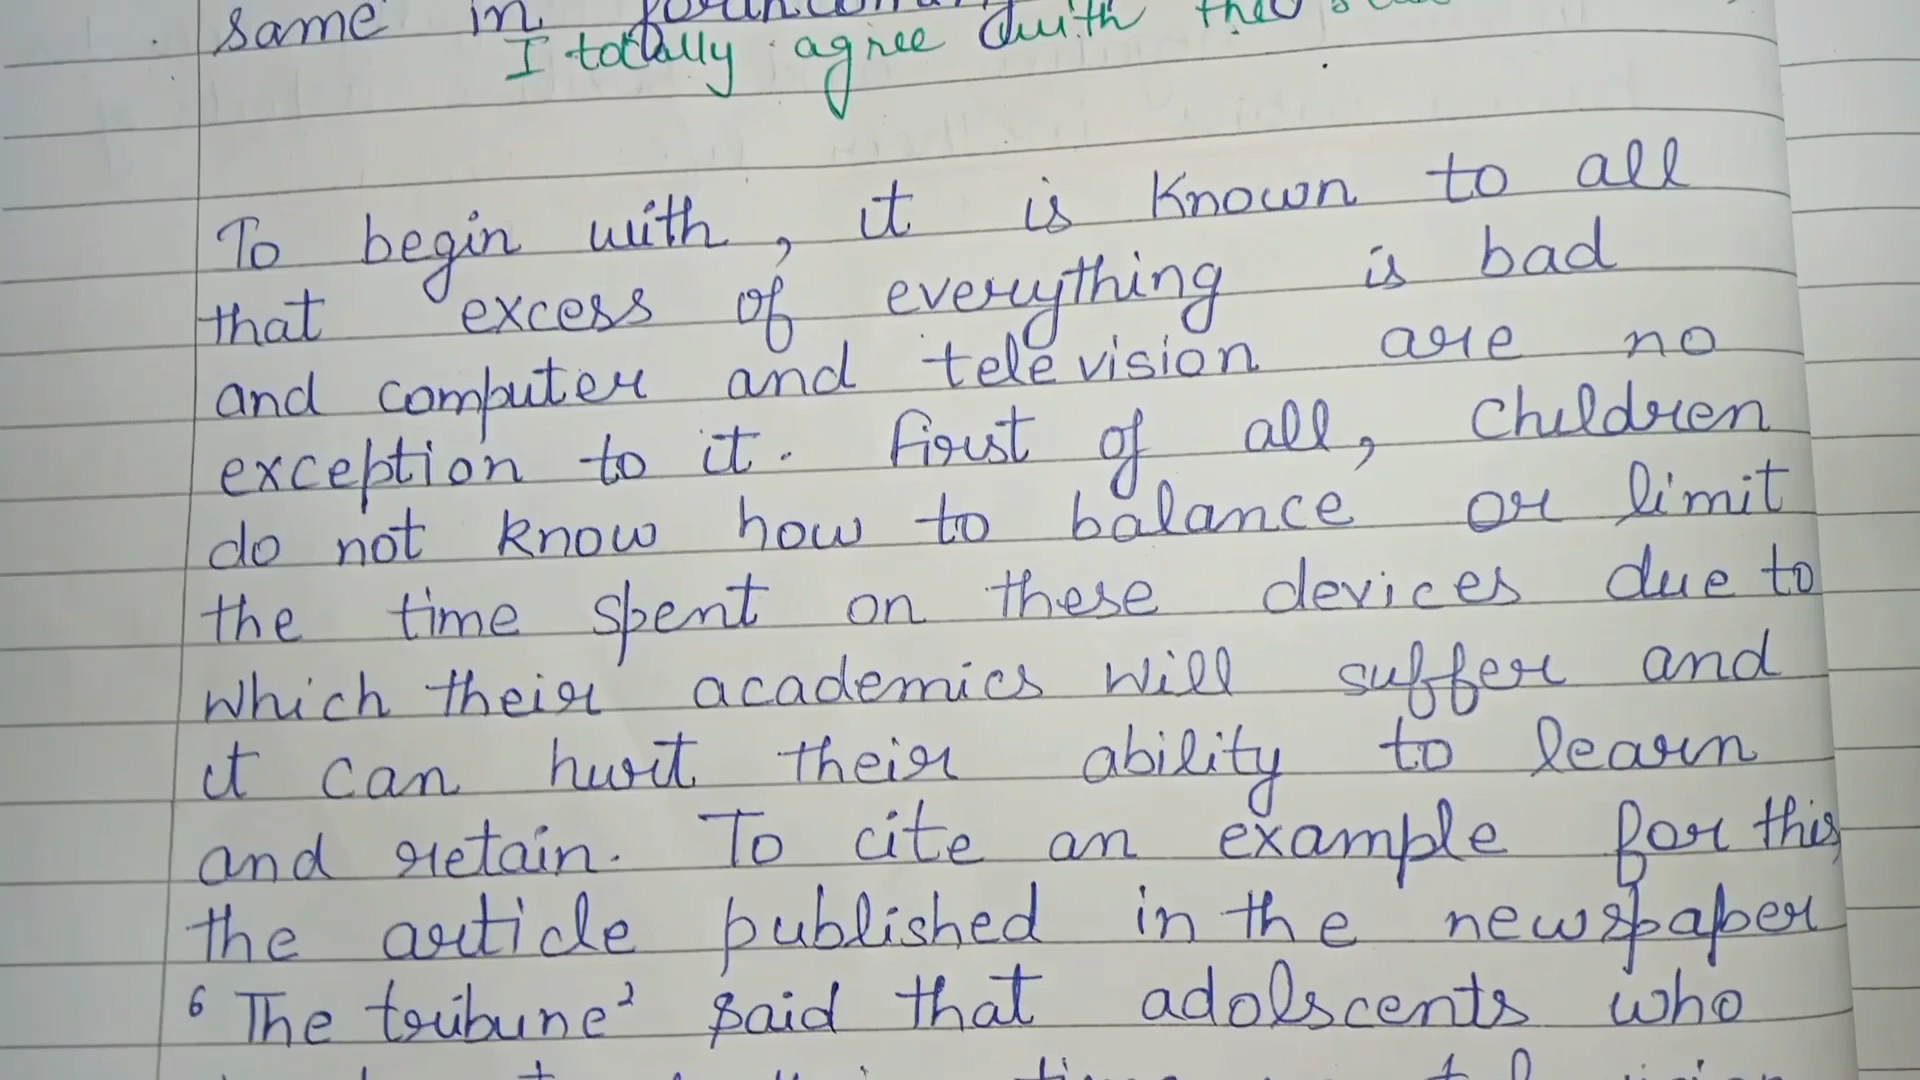 same in
I totally agree with the
To begin with, it is known to all
that excess of everything is bad
and computer and television are no
exception to it. First of all, children
do not know how to balance or limit
the time spent on these devices due to
which their academics will suffer and
it can hurt their ability to learn
and retain. To cite an example for this,
the article published in the newspaper
'The tribune' said that adolscents who